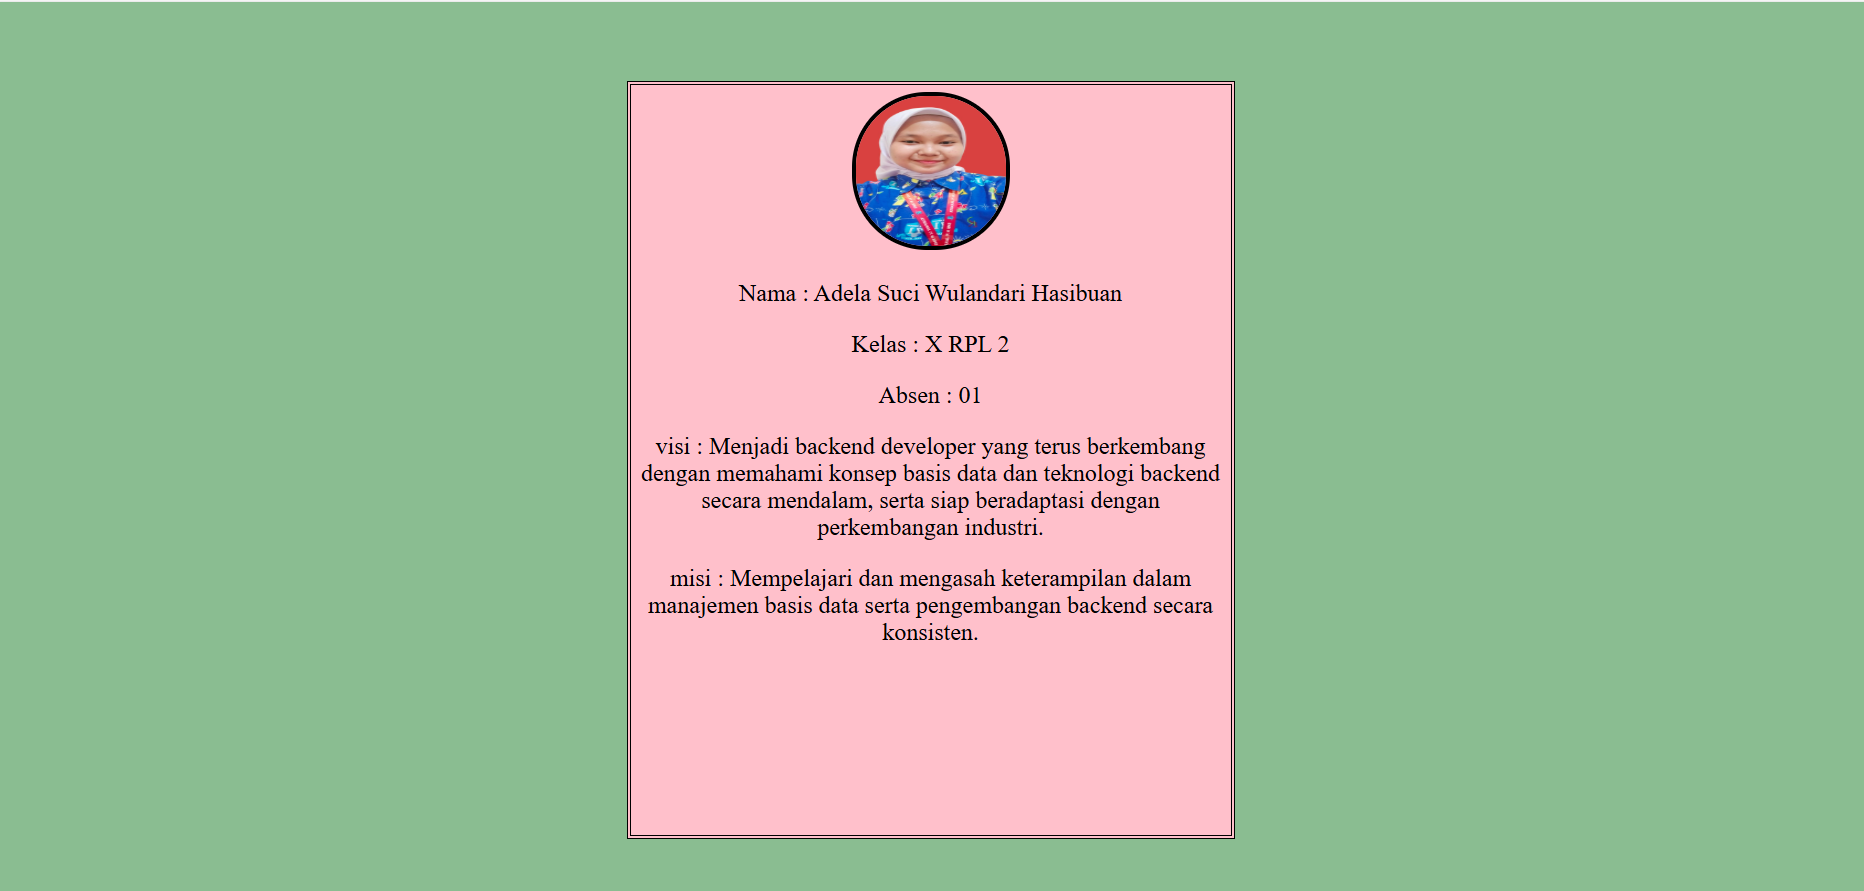 Nama : Adela Suci Wulandari Hasibuan
Kelas : X RPL 2
Absen : 01
visi : Menjadi backend developer yang terus berkembang
dengan memahami konsep basis data dan teknologi backend
secara mendalam, serta siap beradaptasi dengan
perkembangan industri.
misi : Mempelajari dan mengasah keterampilan dalam
manajemen basis data serta pengembangan backend secara
konsisten.